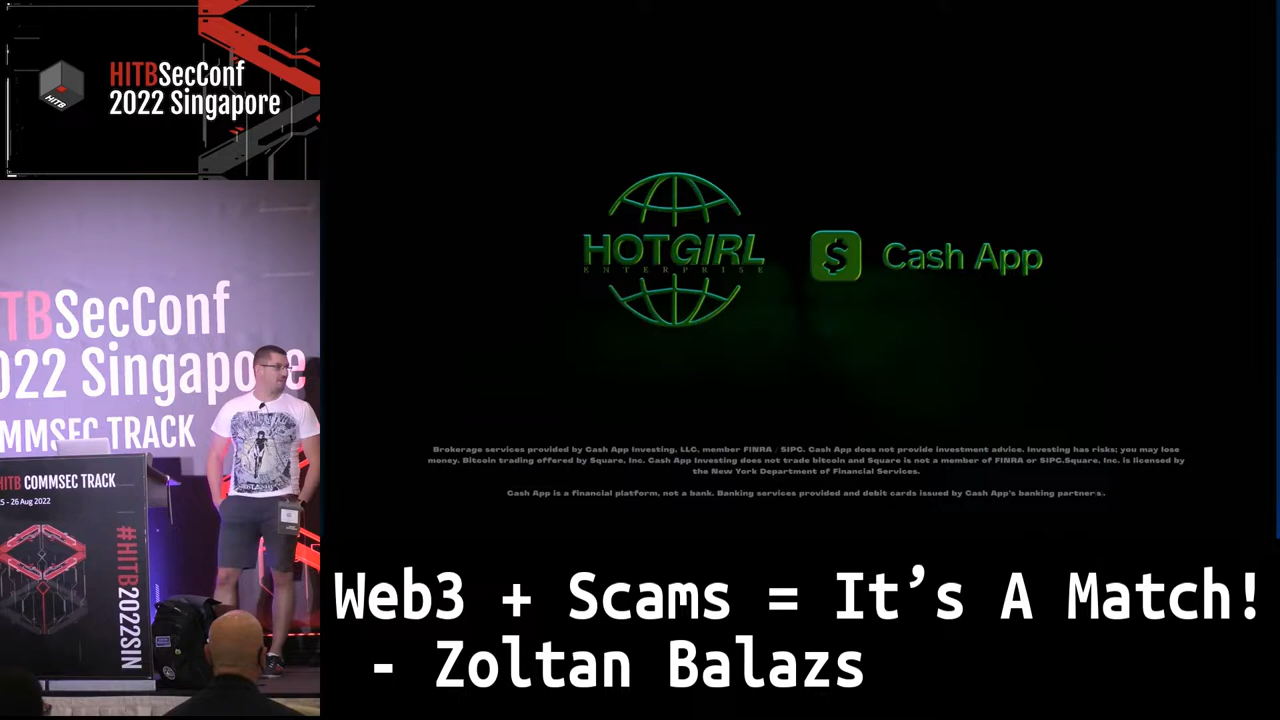 HITBSecConf
2022 Singapore
HITB
TBSecConf
022 Singapore
MMSEC TRACK
HITB COMMSEC TRACK
5 - 26 Aug 2022
#HITB2022SIN
HOTGIRL
ENTERPRISE
$ Cash App
Brokerage services provided by Cash App Investing, LLC, member FINRA / SIPC. Cash App does not provide investment advice. Investing has risks; you may lose
money. Bitcoin trading offered by Square, Inc. Cash App Investing does not trade bitcoin and Square is not a member of FINRA or SIPC.Square, Inc. is licensed by
the New York Department of Financial Services.
Cash App is a financial platform, not a bank. Banking services provided and debit cards issued by Cash App's banking partners.
Web3 + Scams = It's A Match!
- Zoltan Balazs